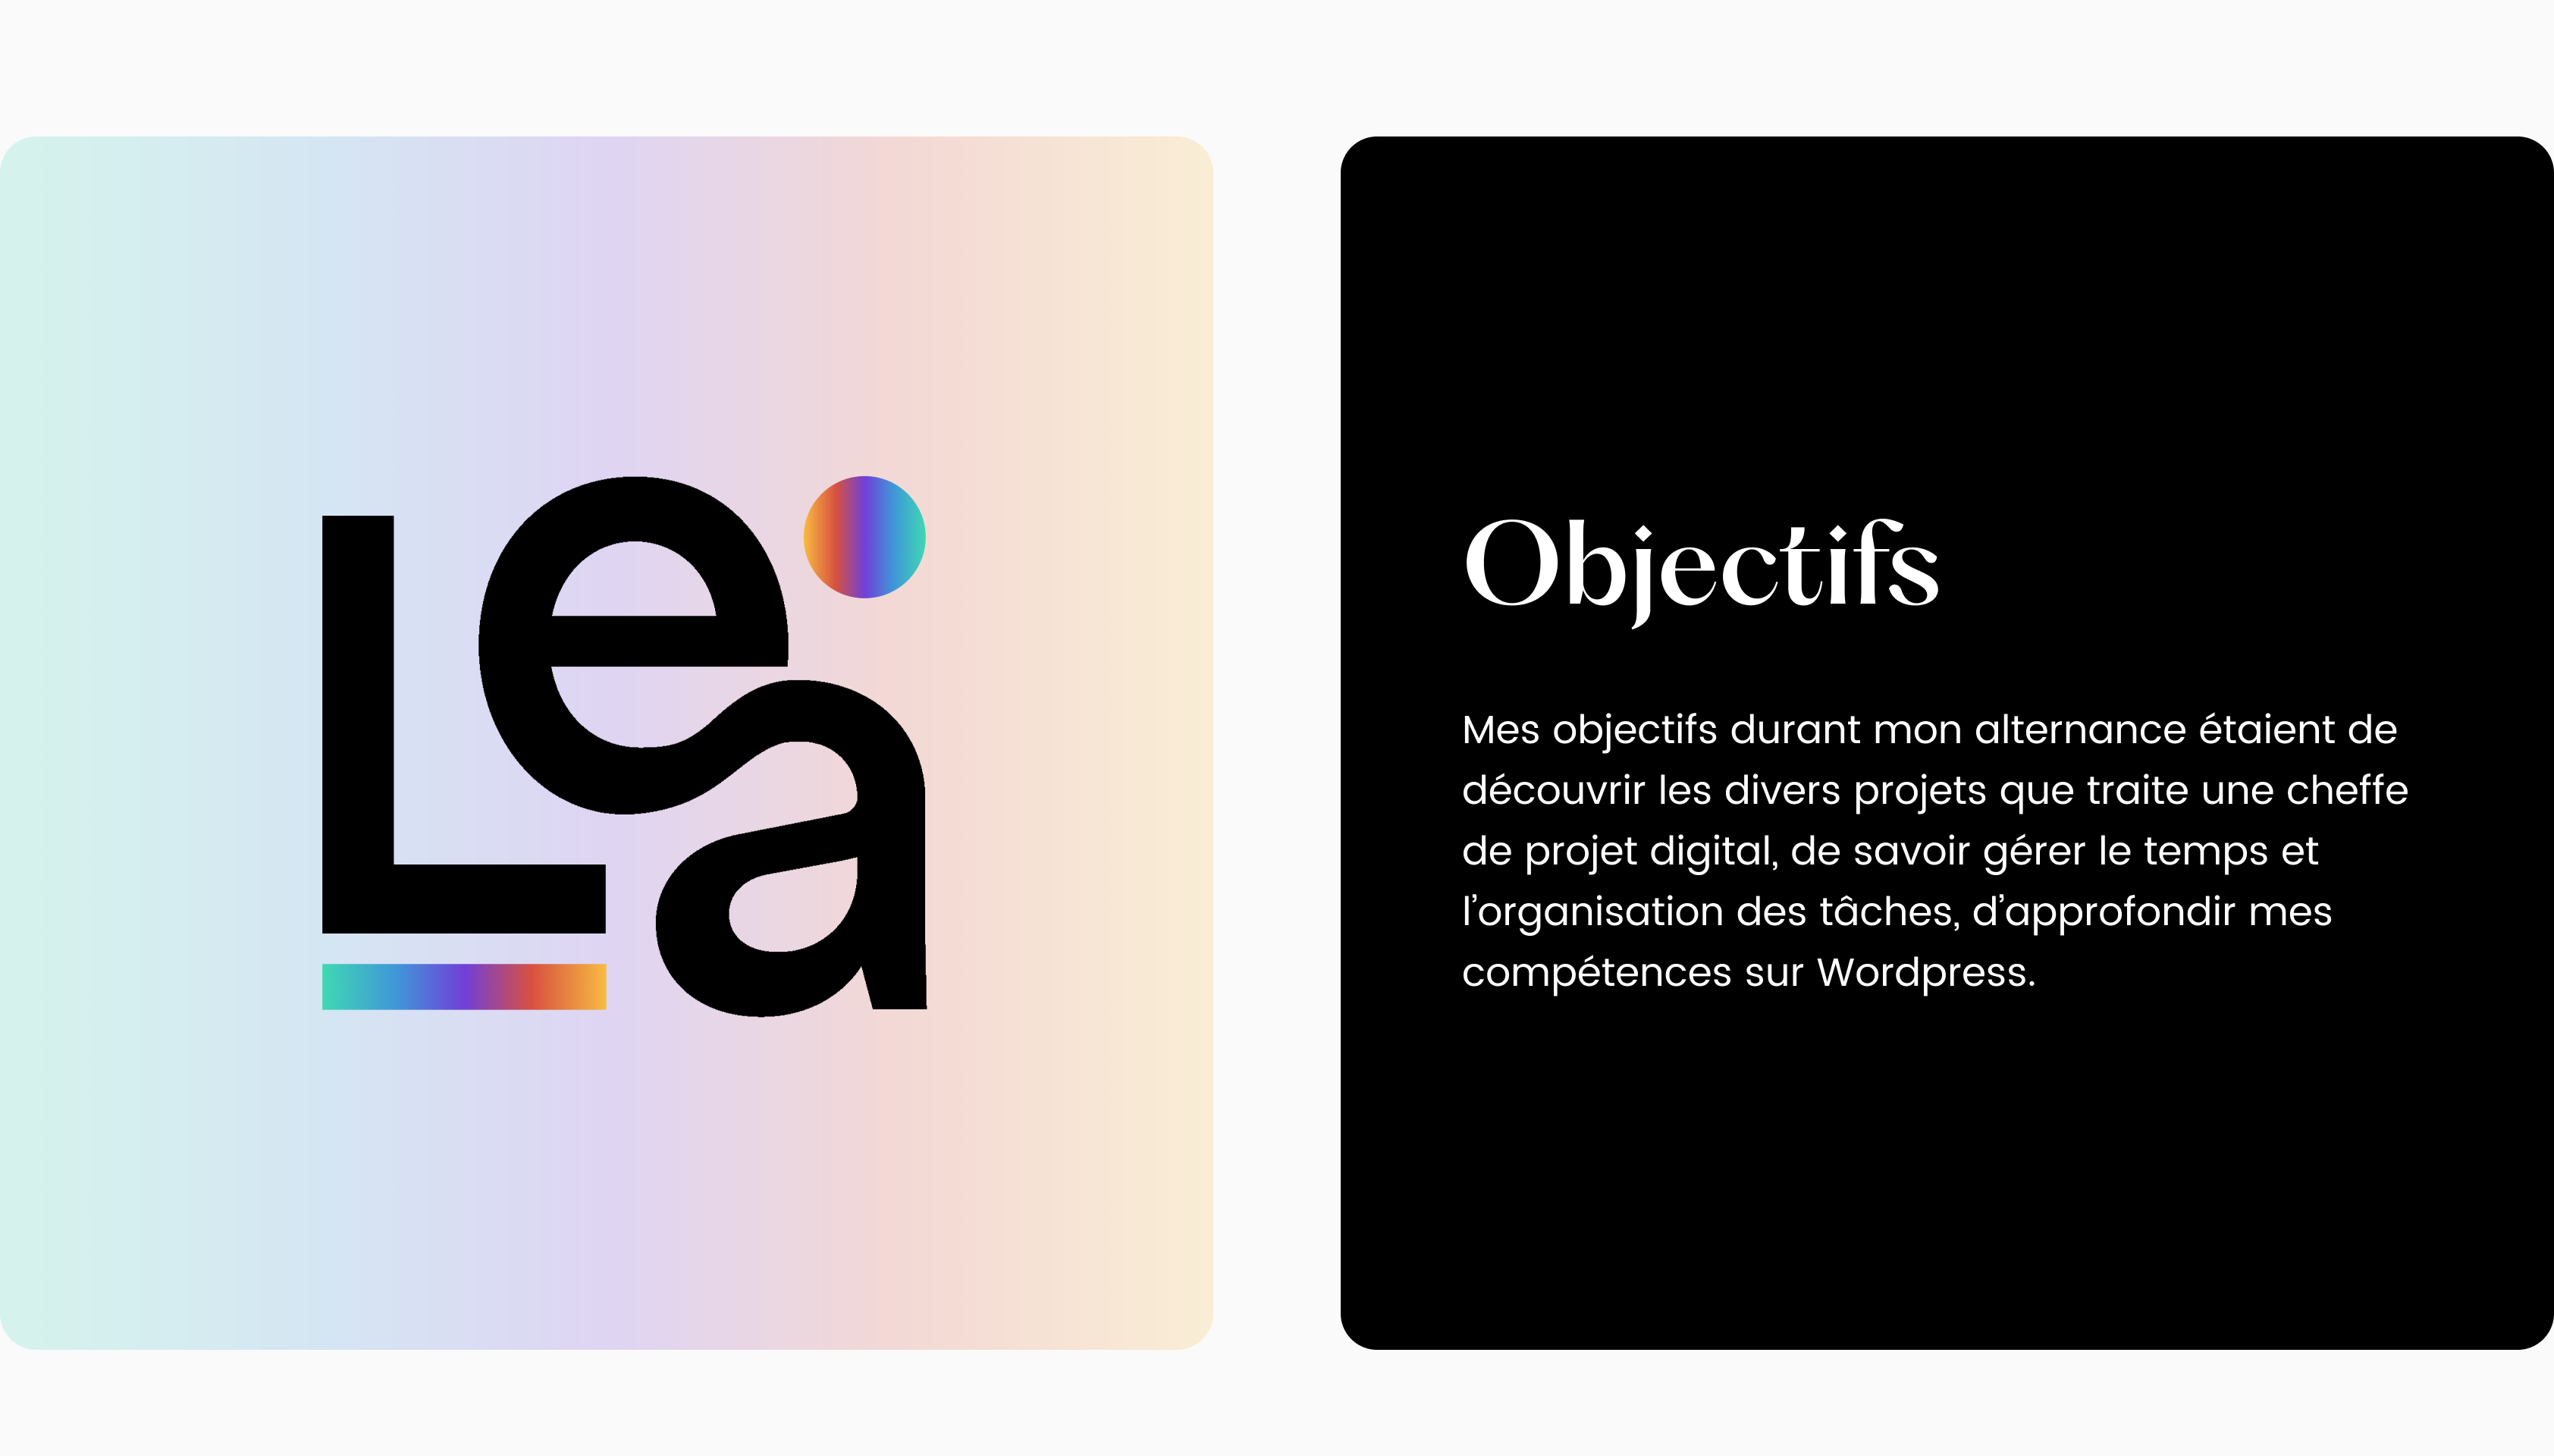 Lea
Objectifs
Mes objectifs durant mon alternance étaient de
découvrir les divers projets que traite une cheffe
de projet digital, de savoir gérer le temps et
l’organisation des tâches, d’approfondir mes
compétences sur Wordpress.